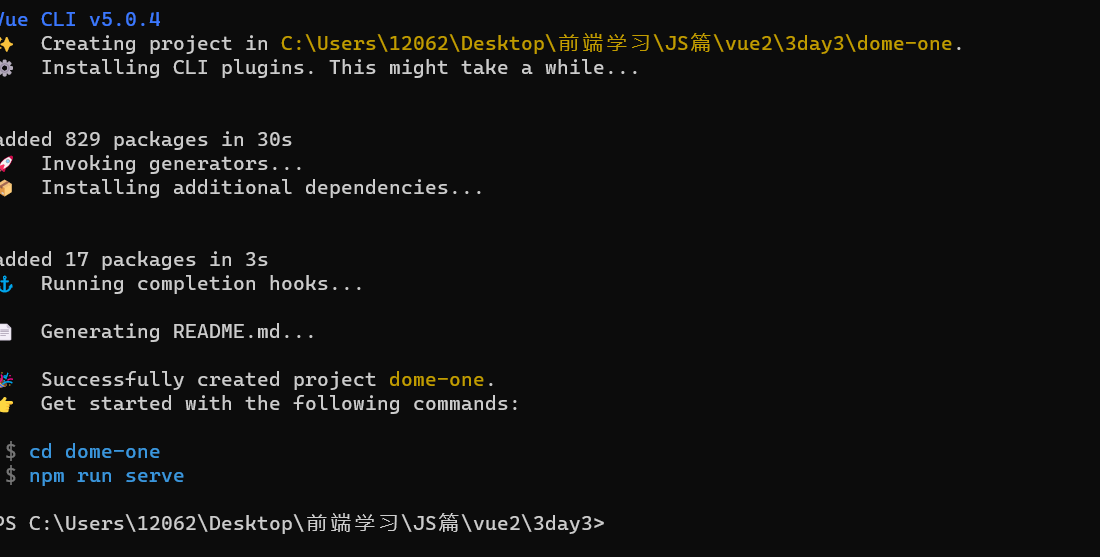 Vue CLI v5.0.4
✨  Creating project in C:\Users\12062\Desktop\前端学习\JS篇\vue2\3day3\dome-one.
⚙️  Installing CLI plugins. This might take a while...
added 829 packages in 30s
🚀  Invoking generators...
📦  Installing additional dependencies...
added 17 packages in 3s
⚓  Running completion hooks...
📄  Generating README.md...
🎉  Successfully created project dome-one.
👉  Get started with the following commands:
$ cd dome-one
$ npm run serve
PS C:\Users\12062\Desktop\前端学习\JS篇\vue2\3day3>